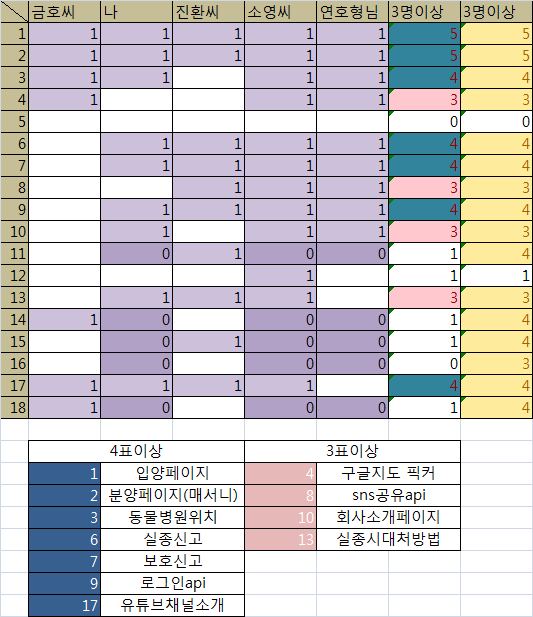 금호씨 나 진환씨 소영씨 연호형님 3명이상 3명이상
1 1 1 1 1 1 5 5
2 1 1 1 1 1 5 5
3 1 1 1 1 4 4
4 1 1 1 3 3
5 0 0
6 1 1 1 1 4 4
7 1 1 1 1 4 4
8 1 1 1 3 3
9 1 1 1 1 4 4
10 1 1 1 3 3
11 0 1 0 0 1 4
12 1 1 1
13 1 1 1 3 3
14 1 0 0 0 1 4
15 0 1 0 0 1 4
16 0 0 0 0 3
17 1 1 1 1 4 4
18 1 0 0 0 1 4
4표이상 3표이상
1 입양페이지 4 구글지도 픽커
2 분양페이지(매서니) 8 sns공유api
3 동물병원위치 10 회사소개페이지
6 실종신고 13 실종시대처방법
7 보호신고
9 로그인api
17 유튜브채널소개